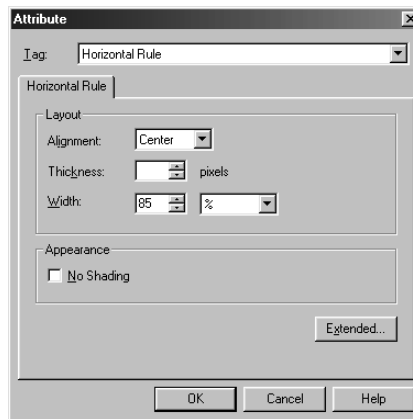 Attribute
Tag: Horizontal Rule
Horizontal Rule
Layout
Alignment: Center
Thickness: pixels
Width: 85 %
Appearance
No Shading
Extended...
OK Cancel Help